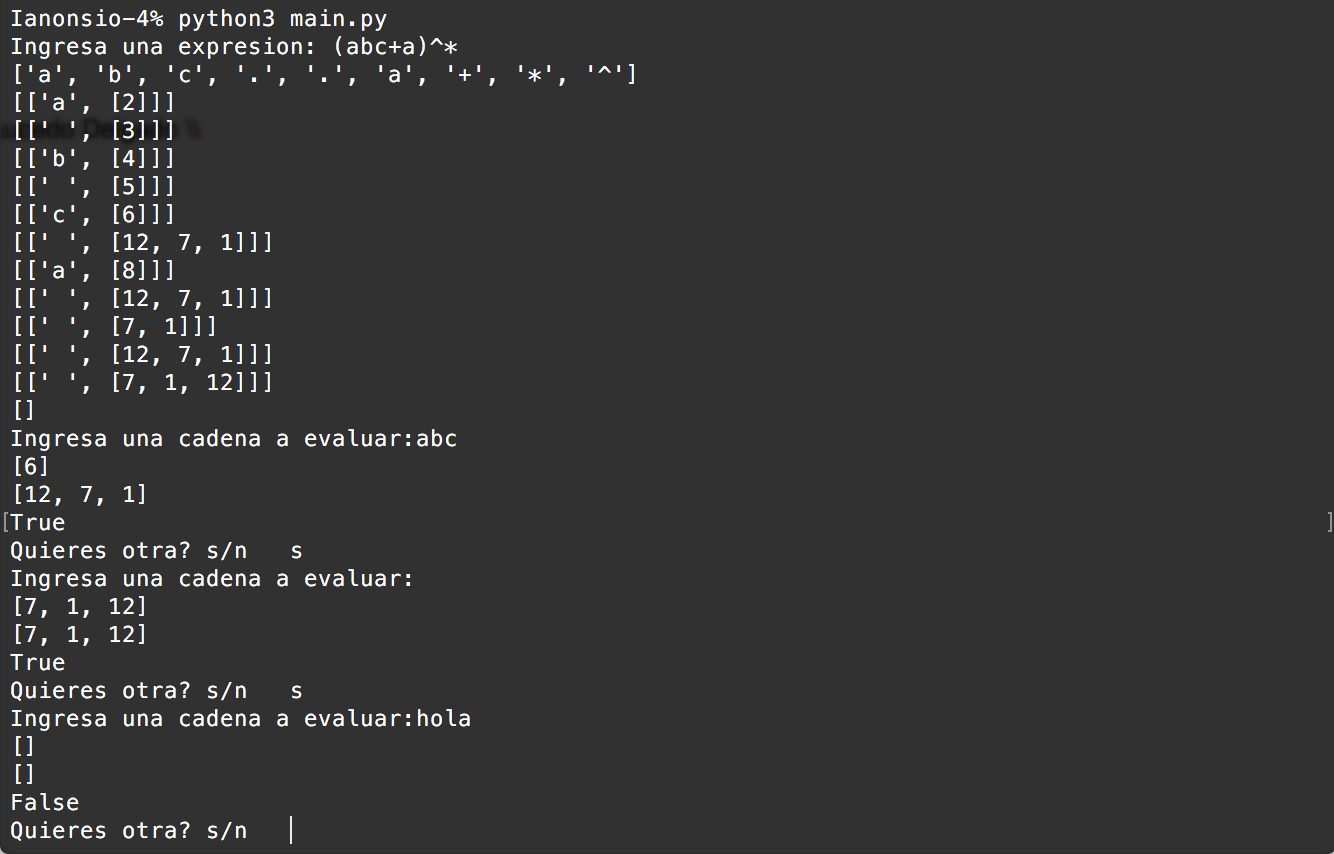 Ianonsio-4% python3 main.py
Ingresa una expresion: (abc+a)^*
['a', 'b', 'c', '.', '.', 'a', '+', '*', '^']
[['a', [2]]]
[[' ', [3]]]
[['b', [4]]]
[[' ', [5]]]
[['c', [6]]]
[[' ', [12, 7, 1]]]
[['a', [8]]]
[[' ', [12, 7, 1]]]
[[' ', [7, 1]]]
[[' ', [12, 7, 1]]]
[[' ', [7, 1, 12]]]
[]
Ingresa una cadena a evaluar:abc
[6]
[12, 7, 1]
[True ]
Quieres otra? s/n   s
Ingresa una cadena a evaluar:
[7, 1, 12]
[7, 1, 12]
True
Quieres otra? s/n   s
Ingresa una cadena a evaluar:hola
[]
[]
False
Quieres otra? s/n